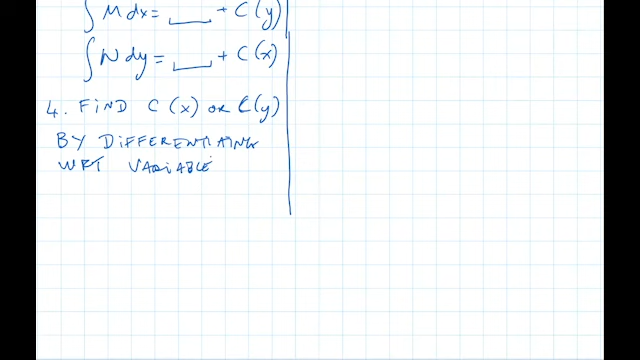 ∫ M dx = ___ + C (y)
∫ N dy = ___ + C (x)
4. FIND C (x) OR C (y)
BY DIFFERENTIATING
WRT VARIABLE